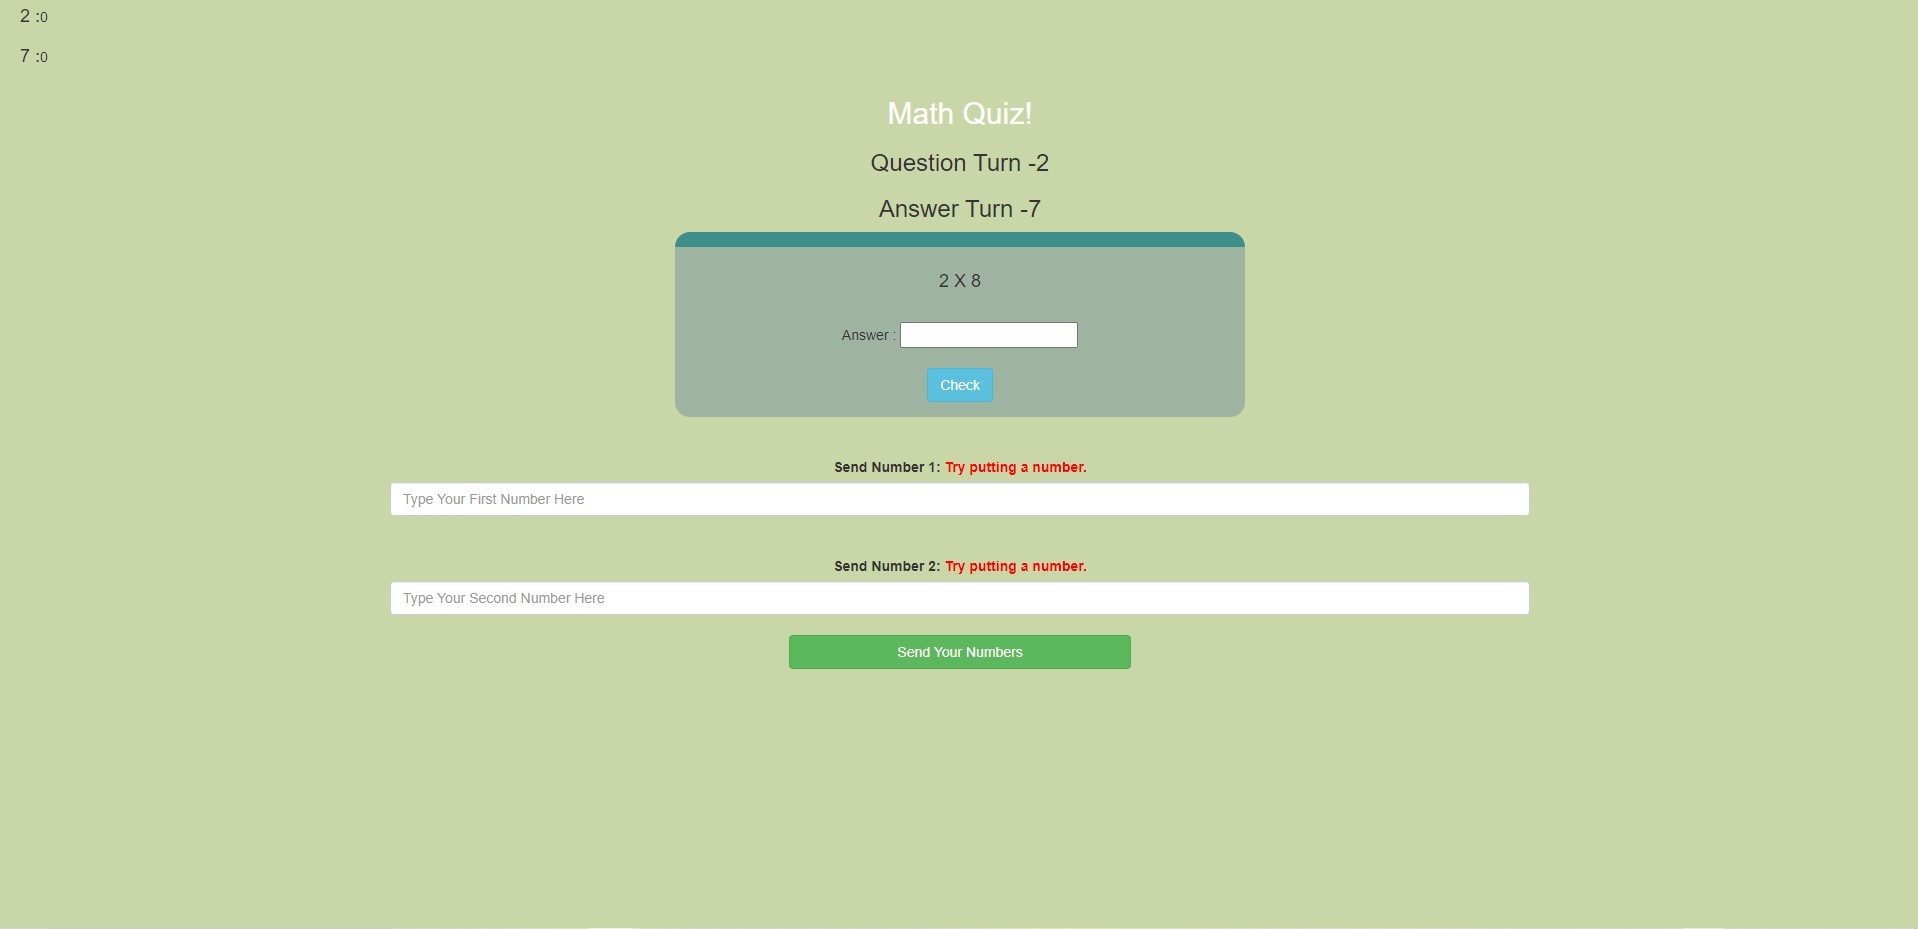 2 :0
7 :0
Math Quiz!
Question Turn -2
Answer Turn -7
2 X 8
Answer :
Check
Send Number 1: Try putting a number.
Type Your First Number Here
Send Number 2: Try putting a number.
Type Your Second Number Here
Send Your Numbers